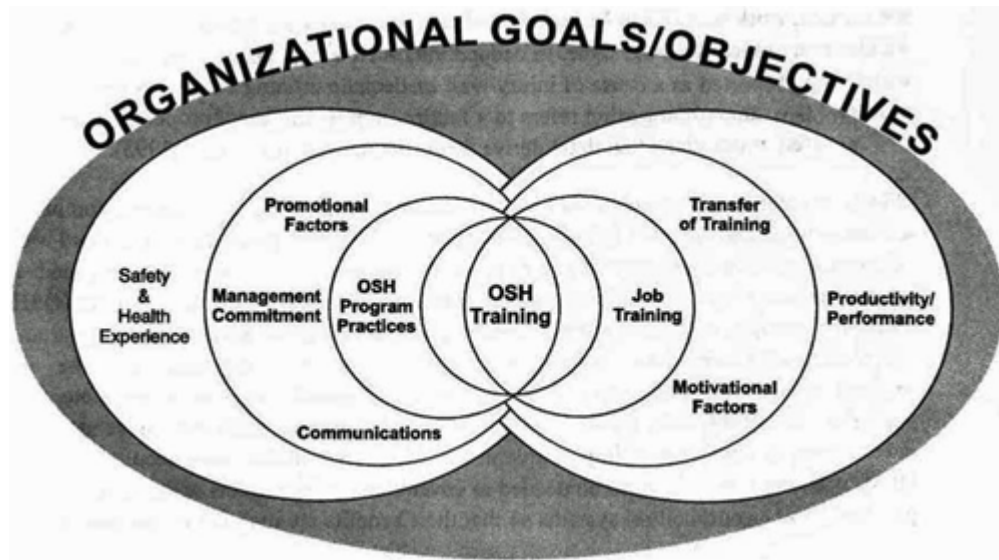 ORGANIZATIONAL GOALS/OBJECTIVES
Promotional
Factors
Transfer
of Training
Safety
&
Health
Experience
Management
Commitment
OSH
Program
Practices
OSH
Training
Job
Training
Productivity/
Performance
Motivational
Factors
Communications